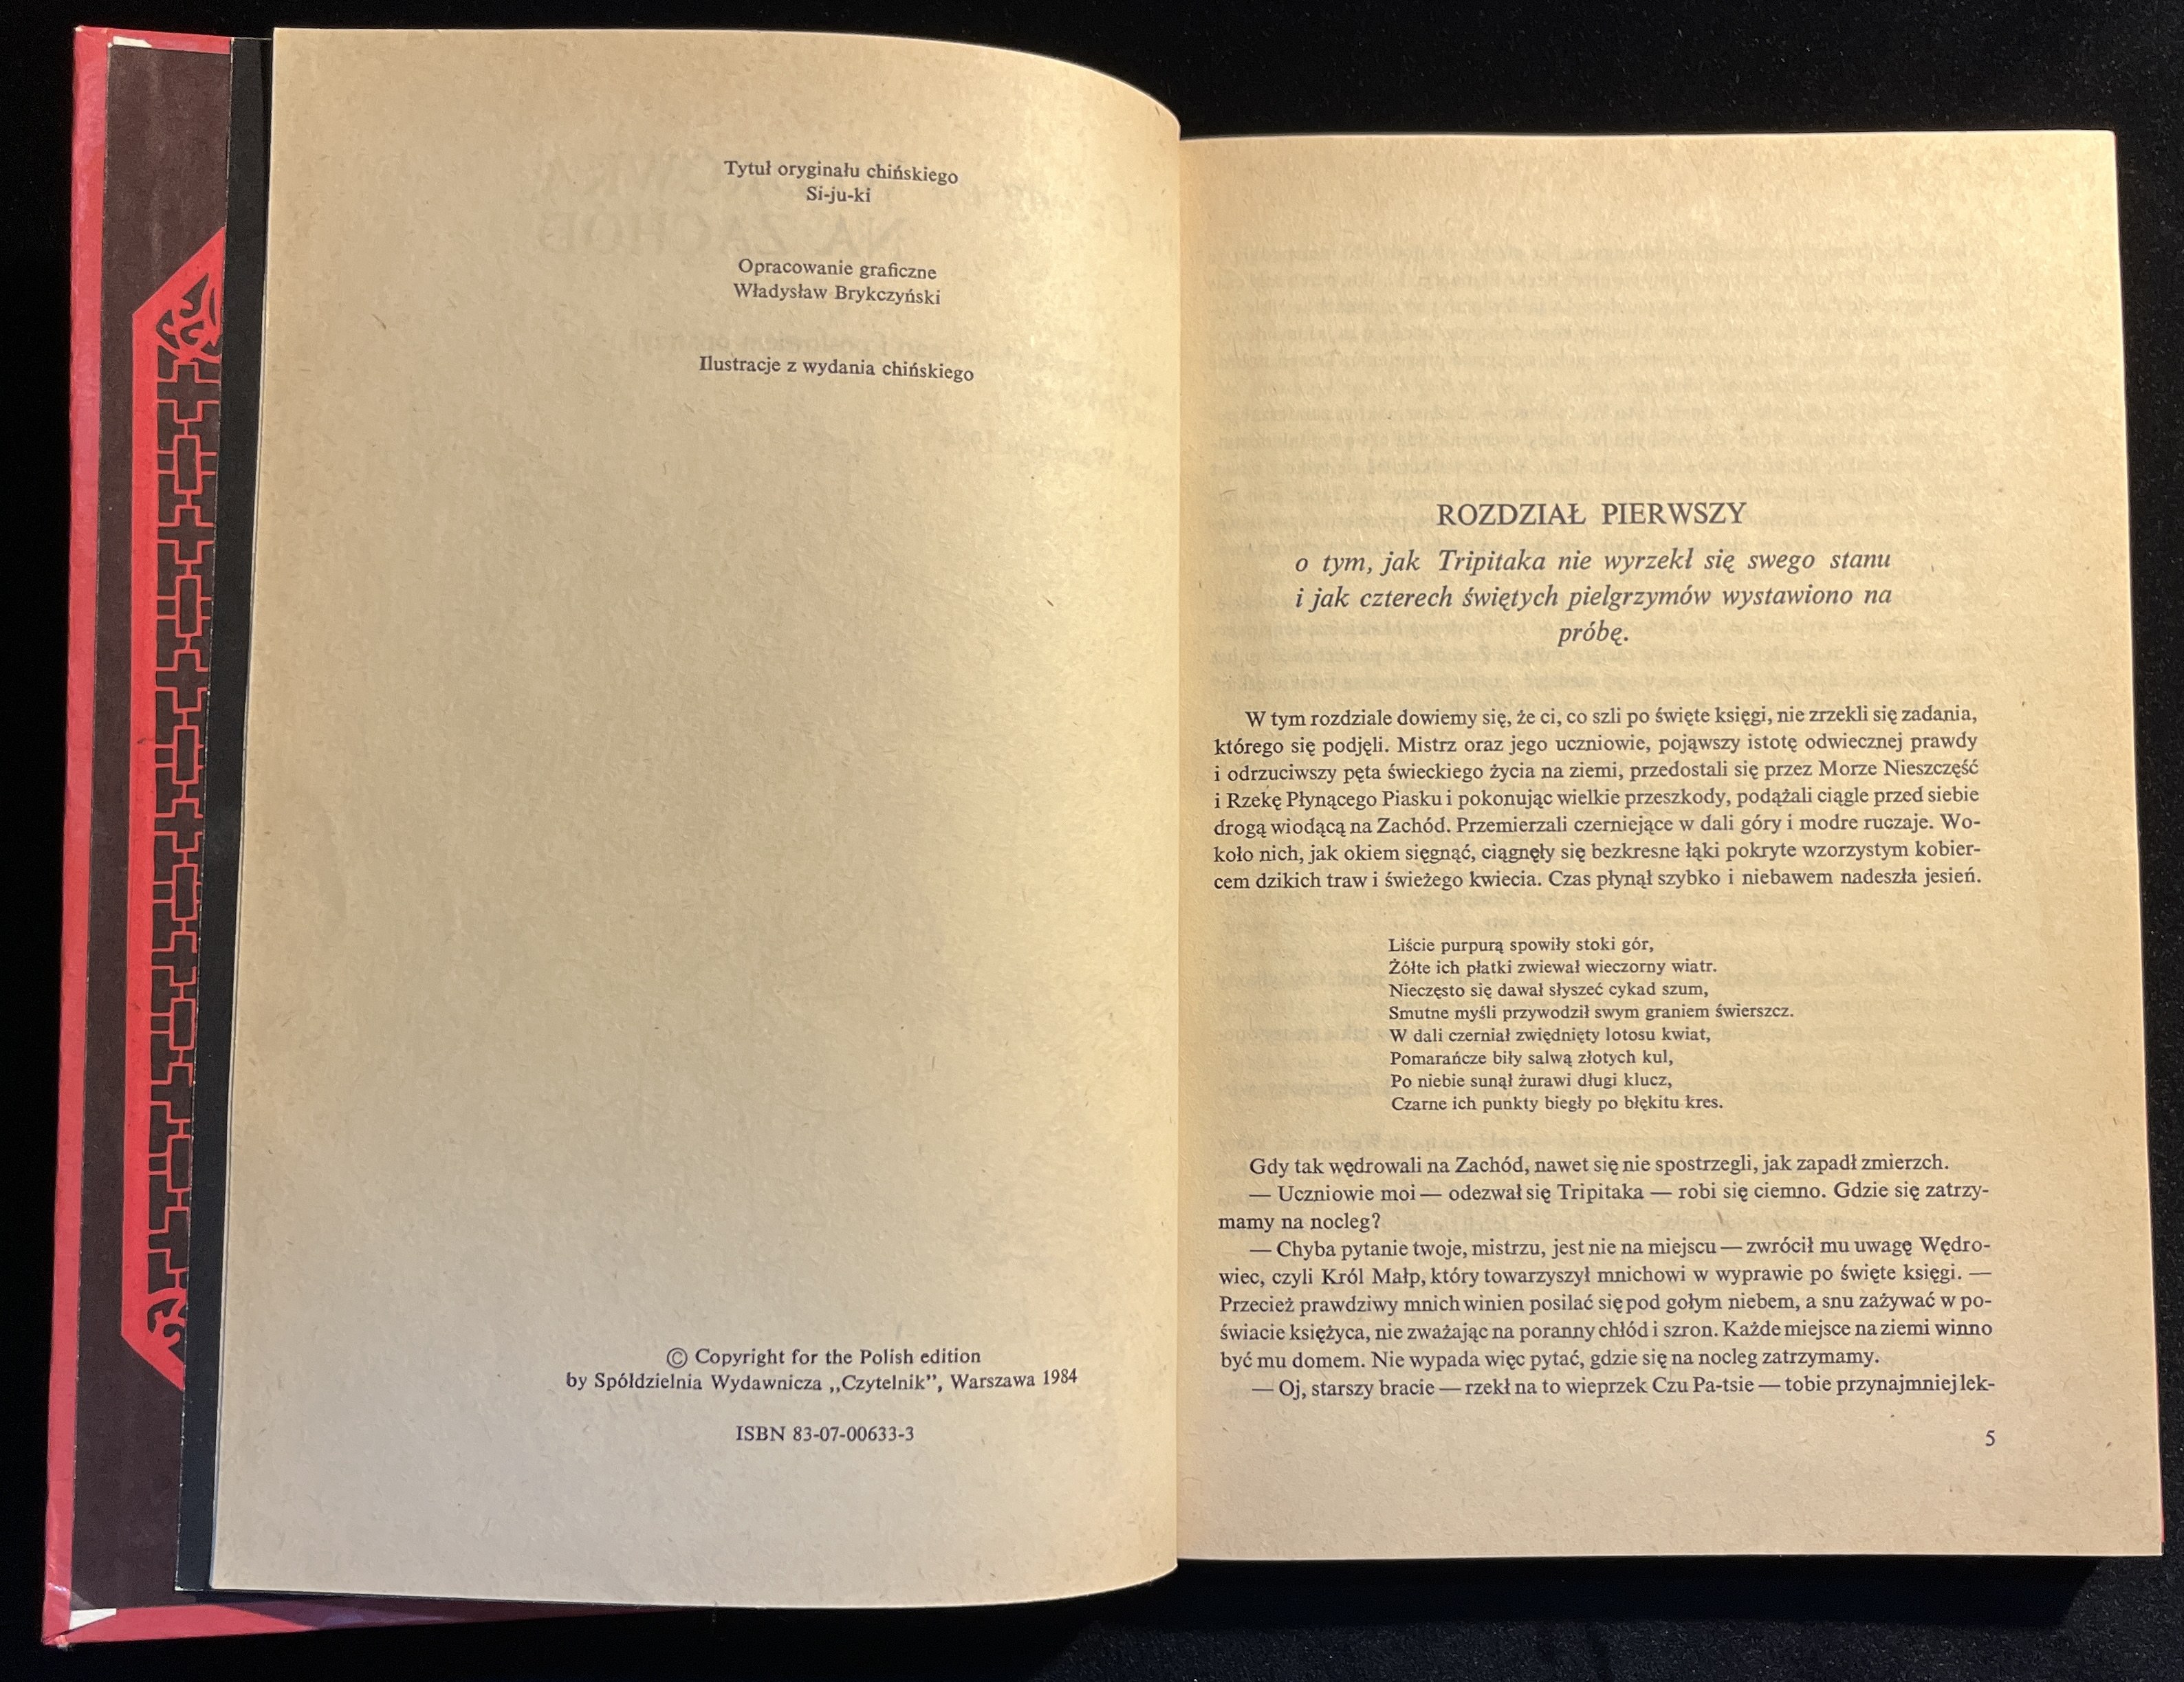 Tytuł oryginału chińskiego
Si-ju-ki
Opracowanie graficzne
Władysław Brykczyński
Ilustracje z wydania chińskiego
© Copyright for the Polish edition
by Spółdzielnia Wydawnicza „Czytelnik”, Warszawa 1984
ISBN 83-07-00633-3
ROZDZIAŁ PIERWSZY
o tym, jak Tripitaka nie wyrzekł się swego stanu
i jak czterech świętych pielgrzymów wystawiono na
próbę.
W tym rozdziale dowiemy się, że ci, co szli po święte księgi, nie zrzekli się zadania,
którego się podjęli. Mistrz oraz jego uczniowie, pojąwszy istotę odwiecznej prawdy
i odrzuciwszy pęta świeckiego życia na ziemi, przedostali się przez Morze Nieszczęść
i Rzekę Płynącego Piasku i pokonując wielkie przeszkody, podążali ciągle przed siebie
drogą wiodącą na Zachód. Przemierzali czerniejące w dali góry i modre ruczaje. Wo-
koło nich, jak okiem sięgnąć, ciągnęły się bezkresne łąki pokryte wzorzystym kobier-
cem dzikich traw i świeżego kwiecia. Czas płynął szybko i niebawem nadeszła jesień.
Liście purpurą spowiły stoki gór,
Żółte ich płatki zwiewał wieczorny wiatr.
Nieczęsto się dawał słyszeć cykad szum,
Smutne myśli przywodził swym graniem świerszcz.
W dali czerniał zwiędnięty lotosu kwiat,
Pomarańcze biły salwą złotych kul,
Po niebie sunął żurawi długi klucz,
Czarne ich punkty biegły po błękitu kres.
Gdy tak wędrowali na Zachód, nawet się nie spostrzegli, jak zapadł zmierzch.
— Uczniowie moi — odezwał się Tripitaka — robi się ciemno. Gdzie się zatrzy-
mamy na nocleg?
— Chyba pytanie twoje, mistrzu, jest nie na miejscu — zwrócił mu uwagę Wędro-
wiec, czyli Król Małp, który towarzyszył mnichowi w wyprawie po święte księgi. —
Przecież prawdziwy mnich winien posilać się pod gołym niebem, a snu zażywać w po-
świacie księżyca, nie zważając na poranny chłód i szron. Każde miejsce na ziemi winno
być mu domem. Nie wypada więc pytać, gdzie się na nocleg zatrzymamy.
— Oj, starszy bracie — rzekł na to wieprzek Czu Pa-tsie — tobie przynajmniej lek-
5